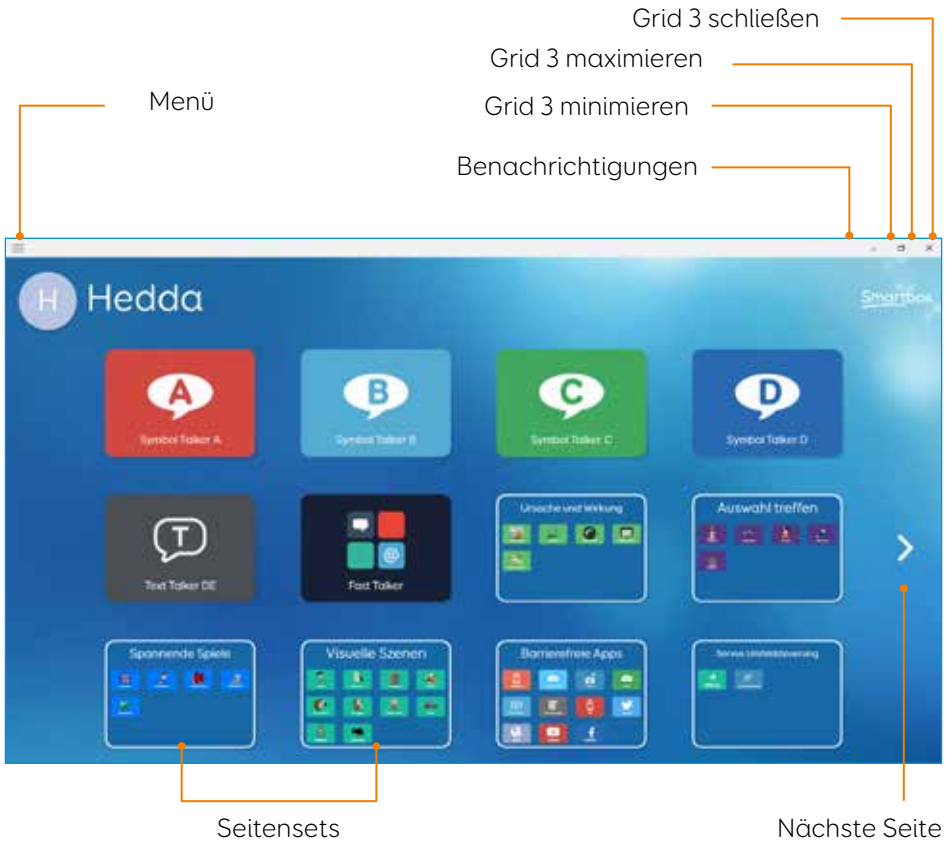 Grid 3 schließen
Grid 3 maximieren
Menü
Grid 3 minimieren
Benachrichtigungen
H Hedda
Smartbox
A
B
C
D
Symbol Talker A
Symbol Talker B
Symbol Talker C
Symbol Talker D
T
@
Ursache und Wirkung
Auswahl treffen
Text Talker DE
Fast Talker
Spannende Spiele
Visuelle Szenen
Barrierefreie Apps
Seitensets
Nächste Seite